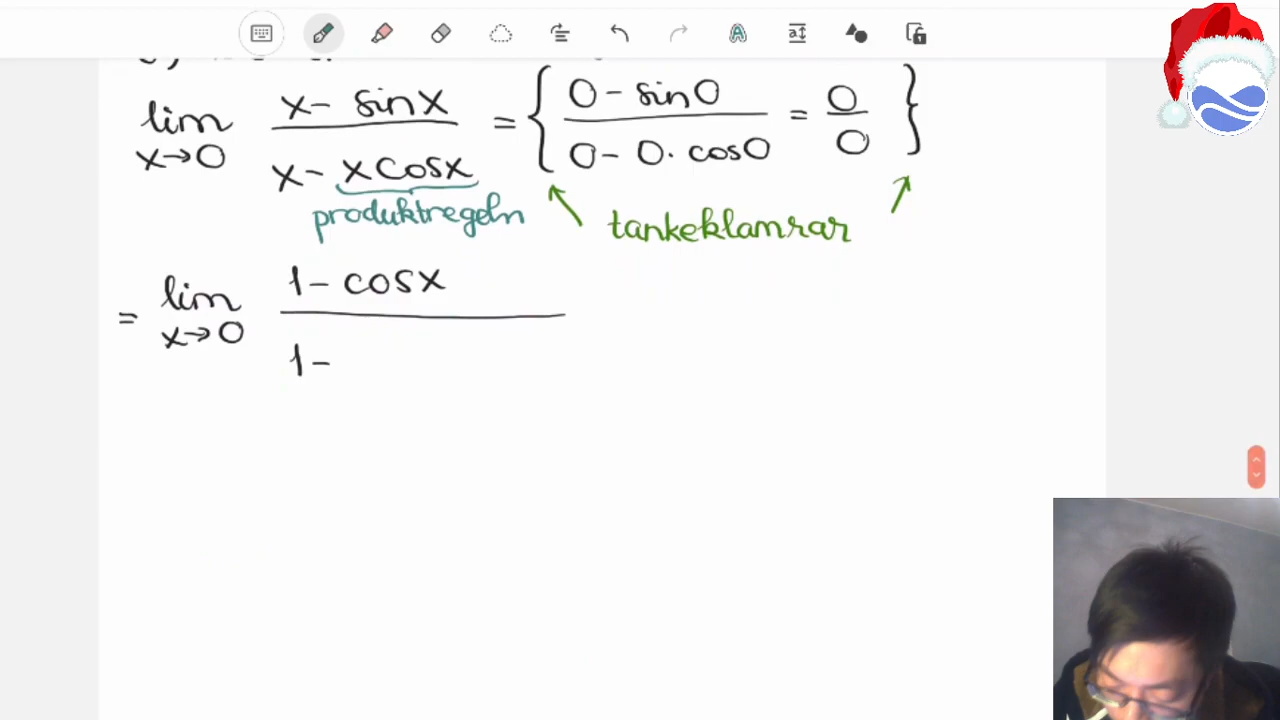 lim x→0 (x - sinx)/(x - xcosx) = { (0 - sin0)/(0 - 0· cos0) = 0/0 }
produktregeln
tankeklamrar
= lim x→0 (1 - cosx)/(1 -